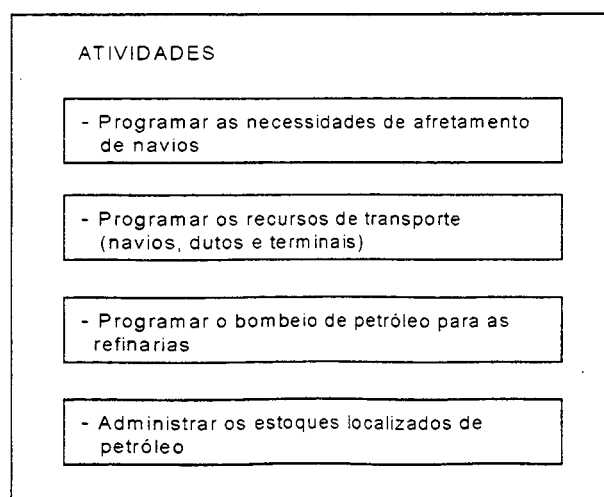 ATIVIDADES
- Programar as necessidades de afretamento
de navios
- Programar os recursos de transporte
(navios, dutos e terminais)
- Programar o bombeio de petróleo para as
refinarias
- Administrar os estoques localizados de
petróleo